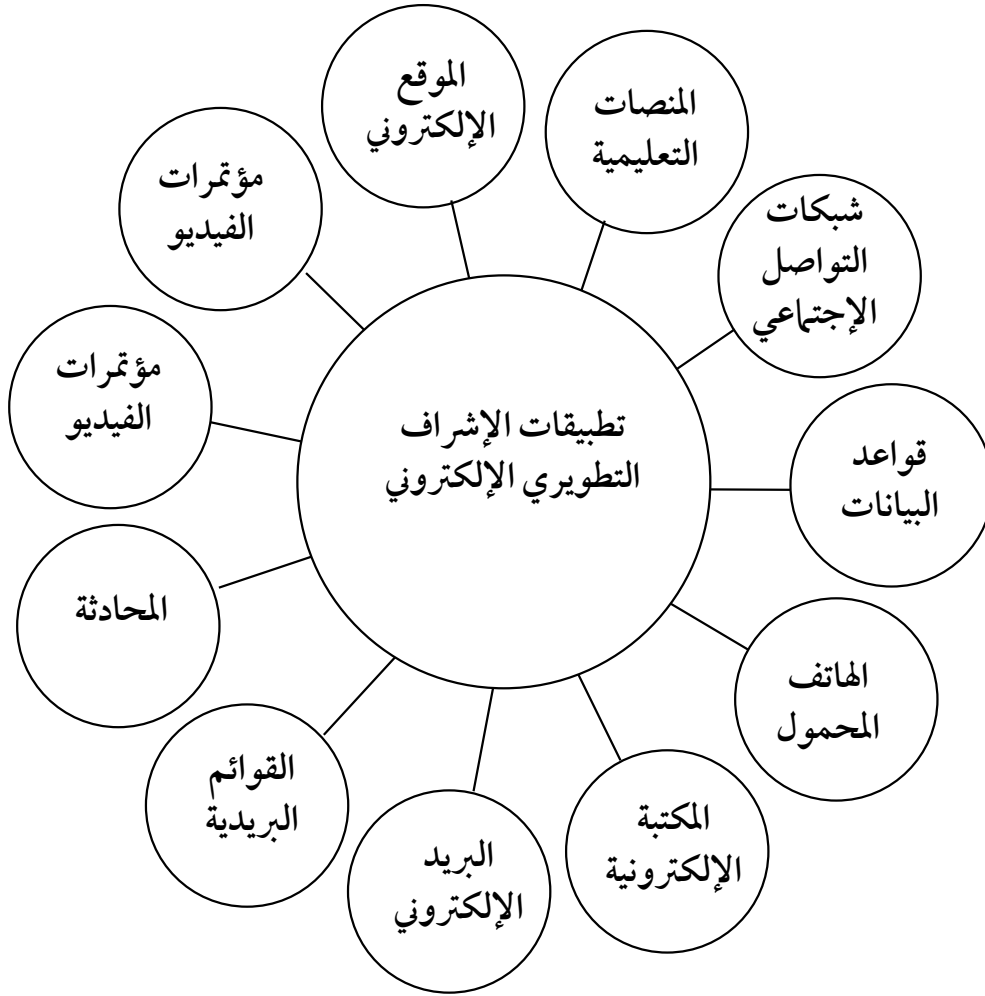 الموقع
الإلكتروني
المنصات
التعليمية
شبكات
التواصل
الإجتماعي
قواعد
البيانات
الهاتف
المحمول
المكتبة
الإلكترونية
البريد
الإلكتروني
القوائم
البريدية
المحادثة
مؤتمرات
الفيديو
مؤتمرات
الفيديو
تطبيقات الإشراف
التطويري الإلكتروني